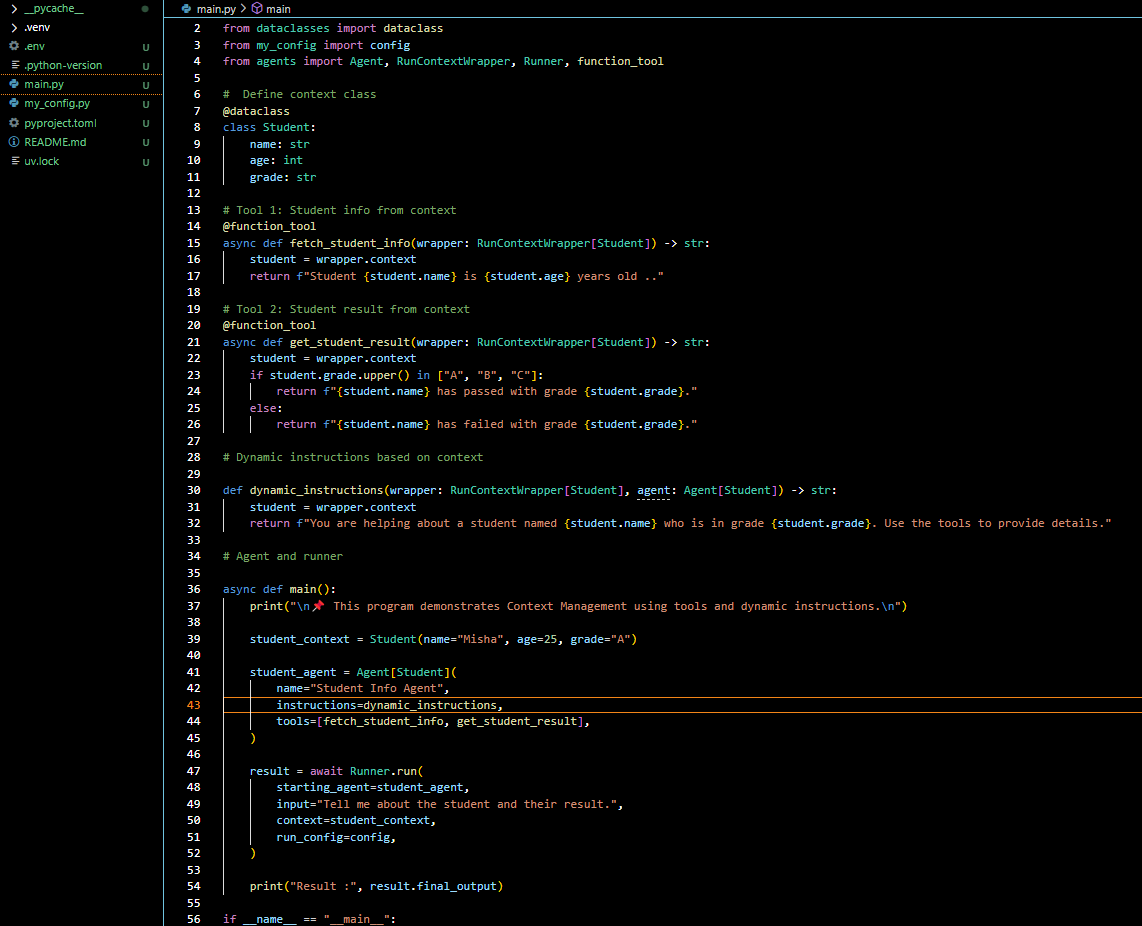 __pycache__
.venv
.env U
.python-version U
main.py U
my_config.py U
pyproject.toml U
README.md U
uv.lock U
main.py > main
2 from dataclasses import dataclass
3 from my_config import config
4 from agents import Agent, RunContextWrapper, Runner, function_tool
5
6 #  Define context class
7 @dataclass
8 class Student:
9     name: str
10     age: int
11     grade: str
12
13 # Tool 1: Student info from context
14 @function_tool
15 async def fetch_student_info(wrapper: RunContextWrapper[Student]) -> str:
16     student = wrapper.context
17     return f"Student {student.name} is {student.age} years old .."
18
19 # Tool 2: Student result from context
20 @function_tool
21 async def get_student_result(wrapper: RunContextWrapper[Student]) -> str:
22     student = wrapper.context
23     if student.grade.upper() in ["A", "B", "C"]:
24         return f"{student.name} has passed with grade {student.grade}."
25     else:
26         return f"{student.name} has failed with grade {student.grade}."
27
28 # Dynamic instructions based on context
29
30 def dynamic_instructions(wrapper: RunContextWrapper[Student], agent: Agent[Student]) -> str:
31     student = wrapper.context
32     return f"You are helping about a student named {student.name} who is in grade {student.grade}. Use the tools to provide details."
33
34 # Agent and runner
35
36 async def main():
37     print("\n📌 This program demonstrates Context Management using tools and dynamic instructions.\n")
38
39     student_context = Student(name="Misha", age=25, grade="A")
40
41     student_agent = Agent[Student](
42         name="Student Info Agent",
43         instructions=dynamic_instructions,
44         tools=[fetch_student_info, get_student_result],
45     )
46
47     result = await Runner.run(
48         starting_agent=student_agent,
49         input="Tell me about the student and their result.",
50         context=student_context,
51         run_config=config,
52     )
53
54     print("Result :", result.final_output)
55
56 if __name__ == "__main__":